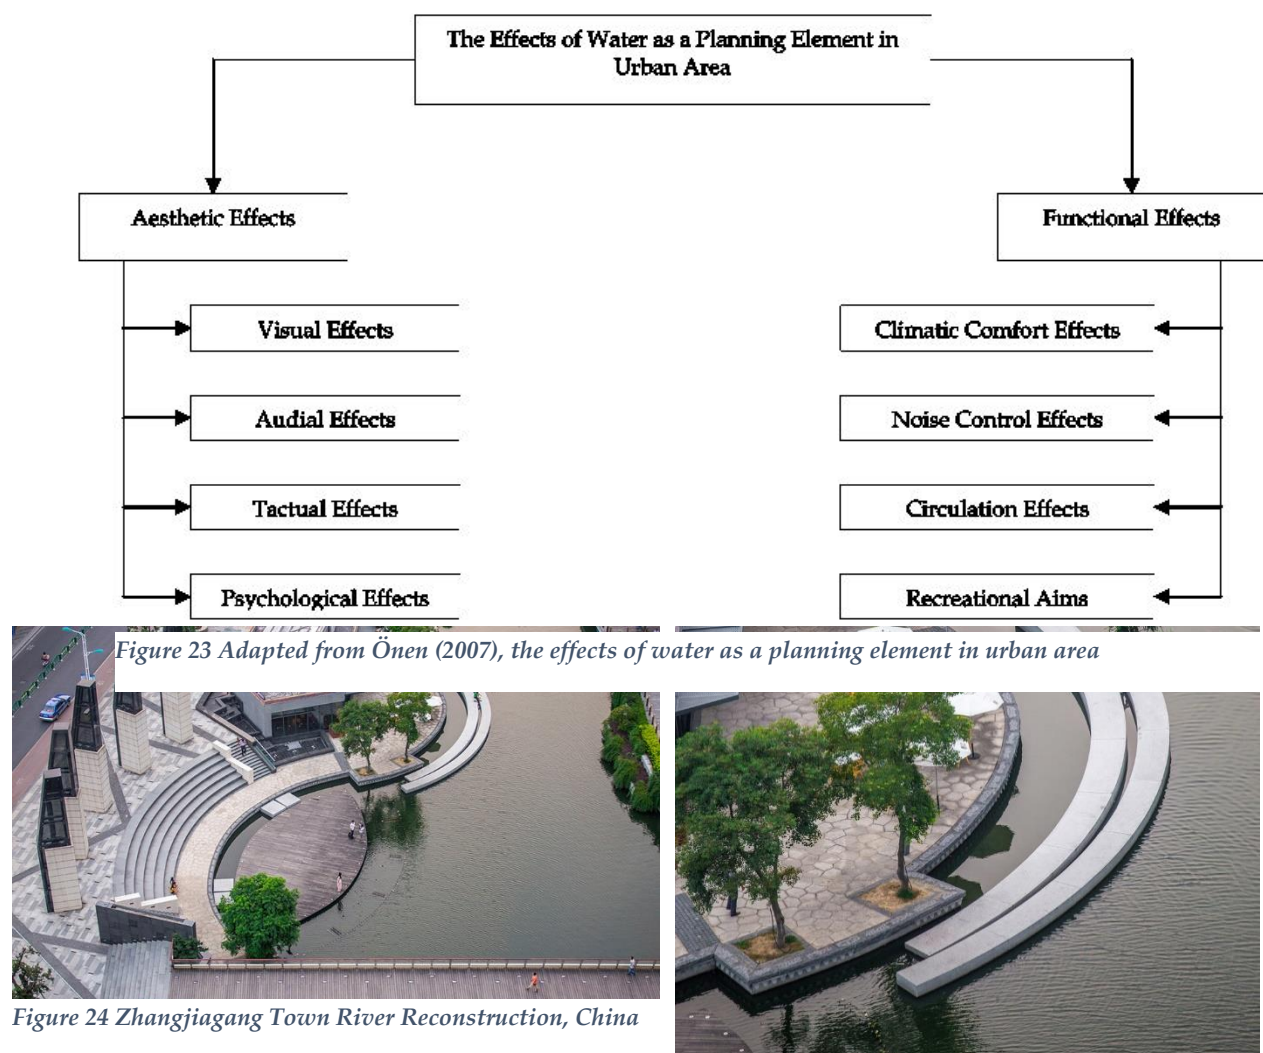 The Effects of Water as a Planning Element in
Urban Area
Aesthetic Effects
Functional Effects
Visual Effects
Climatic Comfort Effects
Audial Effects
Noise Control Effects
Tactual Effects
Circulation Effects
Psychological Effects
Recreational Aims
Figure 23 Adapted from Önen (2007), the effects of water as a planning element in urban area
Figure 24 Zhangjiagang Town River Reconstruction, China